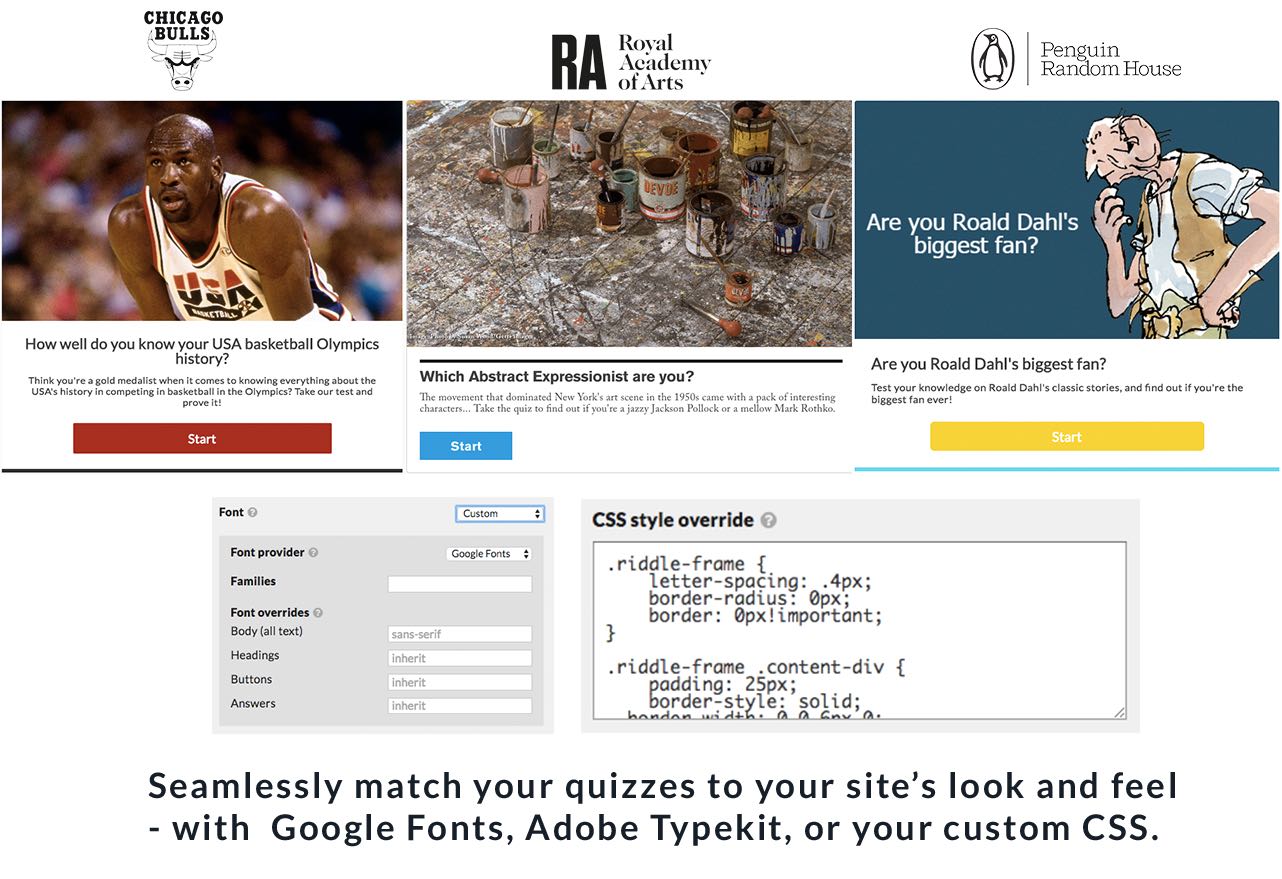 CHICAGO
BULLS
RA
Royal
Academy
of Arts
Penguin
Random House
USA
BASKETBALL
DEVOE
Are you Roald Dahl's
biggest fan?
How well do you know your USA basketball Olympics
history?
Think you're a gold medalist when it comes to knowing everything about the
USA's history in competing in basketball in the Olympics? Take our test and
prove it!
Start
Which Abstract Expressionist are you?
The movement that dominated New York's art scene in the 1950s came with a pack of interesting
characters... Take the quiz to find out if you're a jazzy Jackson Pollock or a mellow Mark Rothko.
Start
Are you Roald Dahl's biggest fan?
Test your knowledge on Roald Dahl's classic stories, and find out if you're the
biggest fan ever!
Start
Font ?
Custom
Font provider ?
Google Fonts
Families
Font overrides ?
Body (all text)
sans-serif
Headings
inherit
Buttons
inherit
Answers
inherit
CSS style override ?
.riddle-frame {
letter-spacing: .4px;
border-radius: 0px;
border: 0px!important;
}
.riddle-frame .content-div {
padding: 25px;
border-style: solid;
border-width: 0 0 6px 0;
Seamlessly match your quizzes to your site’s look and feel
- with Google Fonts, Adobe Typekit, or your custom CSS.